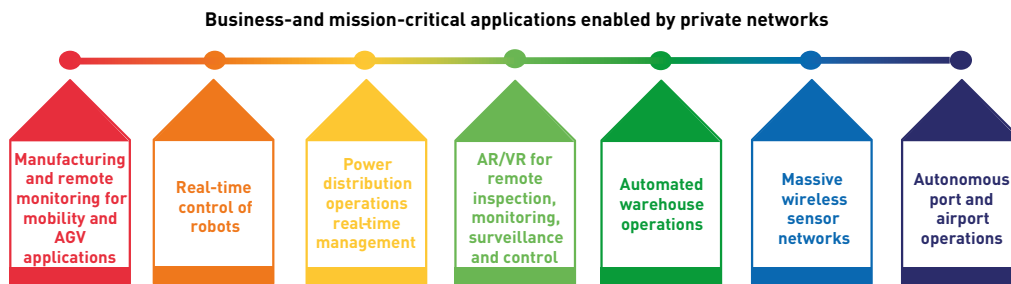 Business-and mission-critical applications enabled by private networks
Manufacturing
and remote
monitoring for
mobility and
AGV
applications
Real-time
control of
robots
Power
distribution
operations
real-time
management
AR/VR for
remote
inspection,
monitoring,
surveillance
and control
Automated
warehouse
operations
Massive
wireless
sensor
networks
Autonomous
port and
airport
operations